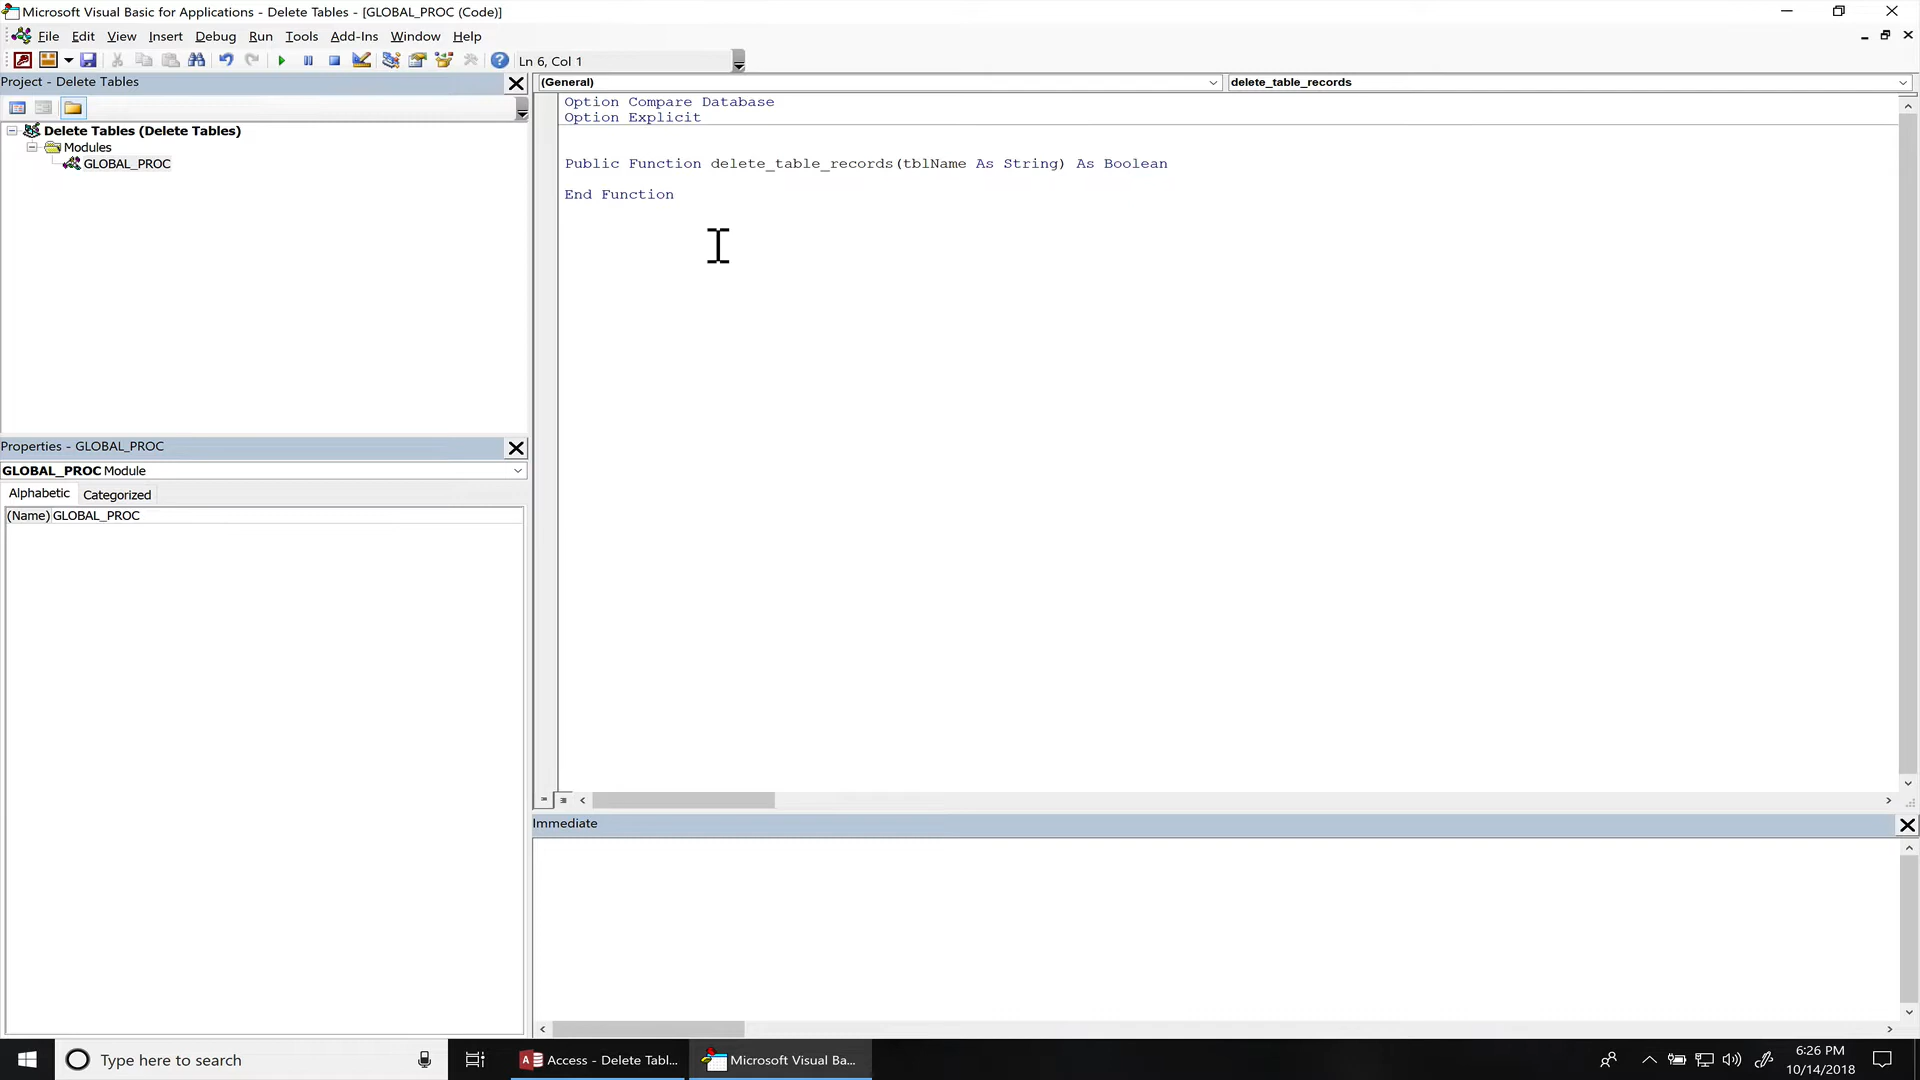 Microsoft Visual Basic for Applications - Delete Tables - [GLOBAL_PROC (Code)]
File Edit View Insert Debug Run Tools Add-Ins Window Help
Ln 6, Col 1
Project - Delete Tables
Delete Tables (Delete Tables)
Modules
GLOBAL_PROC
Properties - GLOBAL_PROC
GLOBAL_PROC Module
Alphabetic Categorized
(Name) GLOBAL_PROC
(General) delete_table_records
Option Compare Database
Option Explicit
Public Function delete_table_records(tblName As String) As Boolean
End Function
Immediate
Type here to search
Access - Delete Tabl...
Microsoft Visual Ba...
6:26 PM
10/14/2018